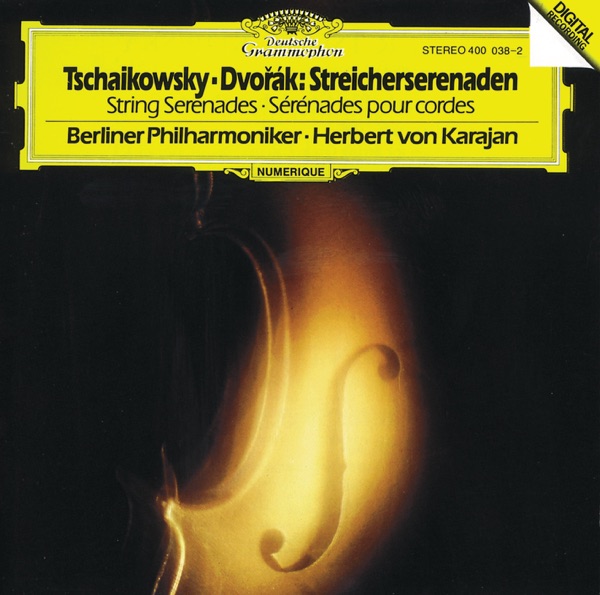 Deutsche
Grammophon
STEREO 400 038-2
DIGITAL
RECORDING
Tschaikowsky · Dvořák: Streicherserenaden
String Serenades · Sérénades pour cordes
Berliner Philharmoniker · Herbert von Karajan
NUMERIQUE